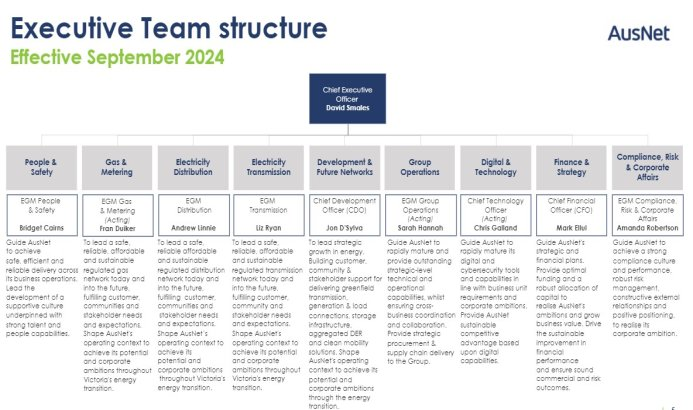 Executive Team structure
AusNet
Effective September 2024
Chief Executive
Officer
David Smales
People &
Safety
EGM People
& Safety
Bridget Cairns
Guide AusNet
to achieve
safe, efficient and
reliable delivery across
its business operations.
Lead the
development of a
supportive culture
underpinned with
strong talent and
people capabilities.
Gas &
Metering
EGM Gas
& Metering
(Acting)
Fran Duiker
To lead a safe,
reliable, affordable
and sustainable
regulated gas
network today and
into the future,
fulfilling customer,
communities and
stakeholder needs
and expectations.
Shape AusNet's
operating context to
achieve its potential
and corporate
ambitions throughout
Victoria's energy
transition.
Electricity
Distribution
EGM
Distribution
Andrew Linnie
To lead a safe,
reliable affordable
and sustainable
regulated distribution
network today and
into the future,
fulfilling customer,
communities and
stakeholder needs
and expectations.
Shape AusNet's
operating context to
achieve its
potential and
corporate ambitions
throughout Victoria's
energy transition.
Electricity
Transmission
EGM
Transmission
Liz Ryan
To lead a safe,
reliable, affordable
and sustainable
regulated transmission
network today and
into the future,
fulfilling customer,
community and
stakeholder needs
and expectations.
Shape AusNet's
operating context to
achieve its potential
and corporate
ambitions throughout
Victoria's energy
transition.
Development &
Future Networks
Chief Development
Officer (CDO)
Jon D'Sylva
To lead strategic
growth in energy.
Building customer,
community &
stakeholder support for
delivering greenfield
transmission,
generation & load
connections, storage
infrastructure,
aggregated DER
and clean mobility
solutions. Shape
AusNet's operating
context to achieve its
potential and
corporate ambitions
through the energy
transition.
Group
Operations
EGM Group
Operations
(Acting)
Sarah Hannah
Guide AusNet to
rapidly mature and
provide outstanding
strategic-level
technical and
operational
capabilities, whilst
ensuring cross-
business coordination
and collaboration.
Provide strategic
procurement &
supply chain delivery
to the Group.
Digital &
Technology
Chief Technology
Officer
(Acting)
Chris Galland
Guide AusNet to
rapidly mature its
digital and
cybersecurity tools
and capabilities in
line with business unit
requirements and
corporate ambitions.
Provide AusNet
sustainable
competitive
advantage based
upon digital
capabilities.
Finance &
Strategy
Chief Financial
Officer (CFO)
Mark Ellul
Guide AusNet's
strategic and
financial plans.
Provide optimal
funding and a
robust allocation of
capital to
realise AusNet's
ambitions and grow
business value. Drive
the sustainable
improvement in
financial
performance
and ensure sound
commercial and risk
outcomes.
Compliance, Risk
& Corporate
Affairs
EGM Compliance,
Risk & Corporate
Affairs
Amanda Robertson
Guide AusNet to
achieve a strong
compliance culture
and performance,
robust risk
management,
constructive external
relationships and
positive positioning,
to realise its
corporate ambition.